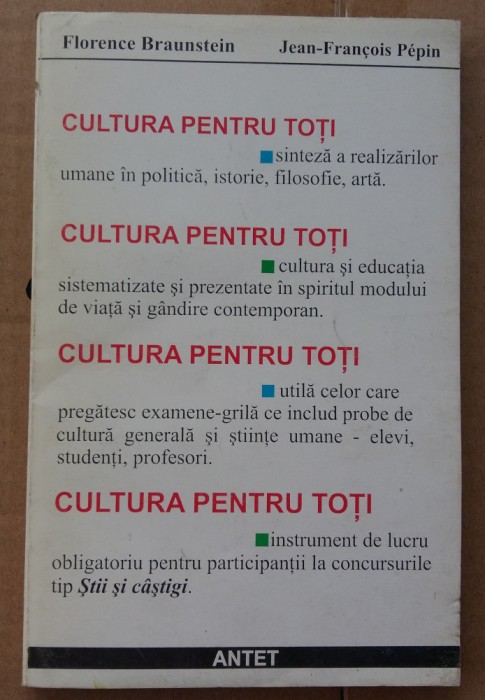 Florence Braunstein Jean-François Pépin
CULTURA PENTRU TOȚI
■ sinteză a realizărilor
umane în politică, istorie, filosofie, artă.
CULTURA PENTRU TOȚI
■ cultura și educația
sistematizate și prezentate în spiritul modului
de viață și gândire contemporan.
CULTURA PENTRU TOȚI
■ utilă celor care
pregătesc examene-grilă ce includ probe de
cultură generală și științe umane - elevi,
studenți, profesori.
CULTURA PENTRU TOȚI
■ instrument de lucru
obligatoriu pentru participanții la concursurile
tip Știi și câștigi.
ANTET